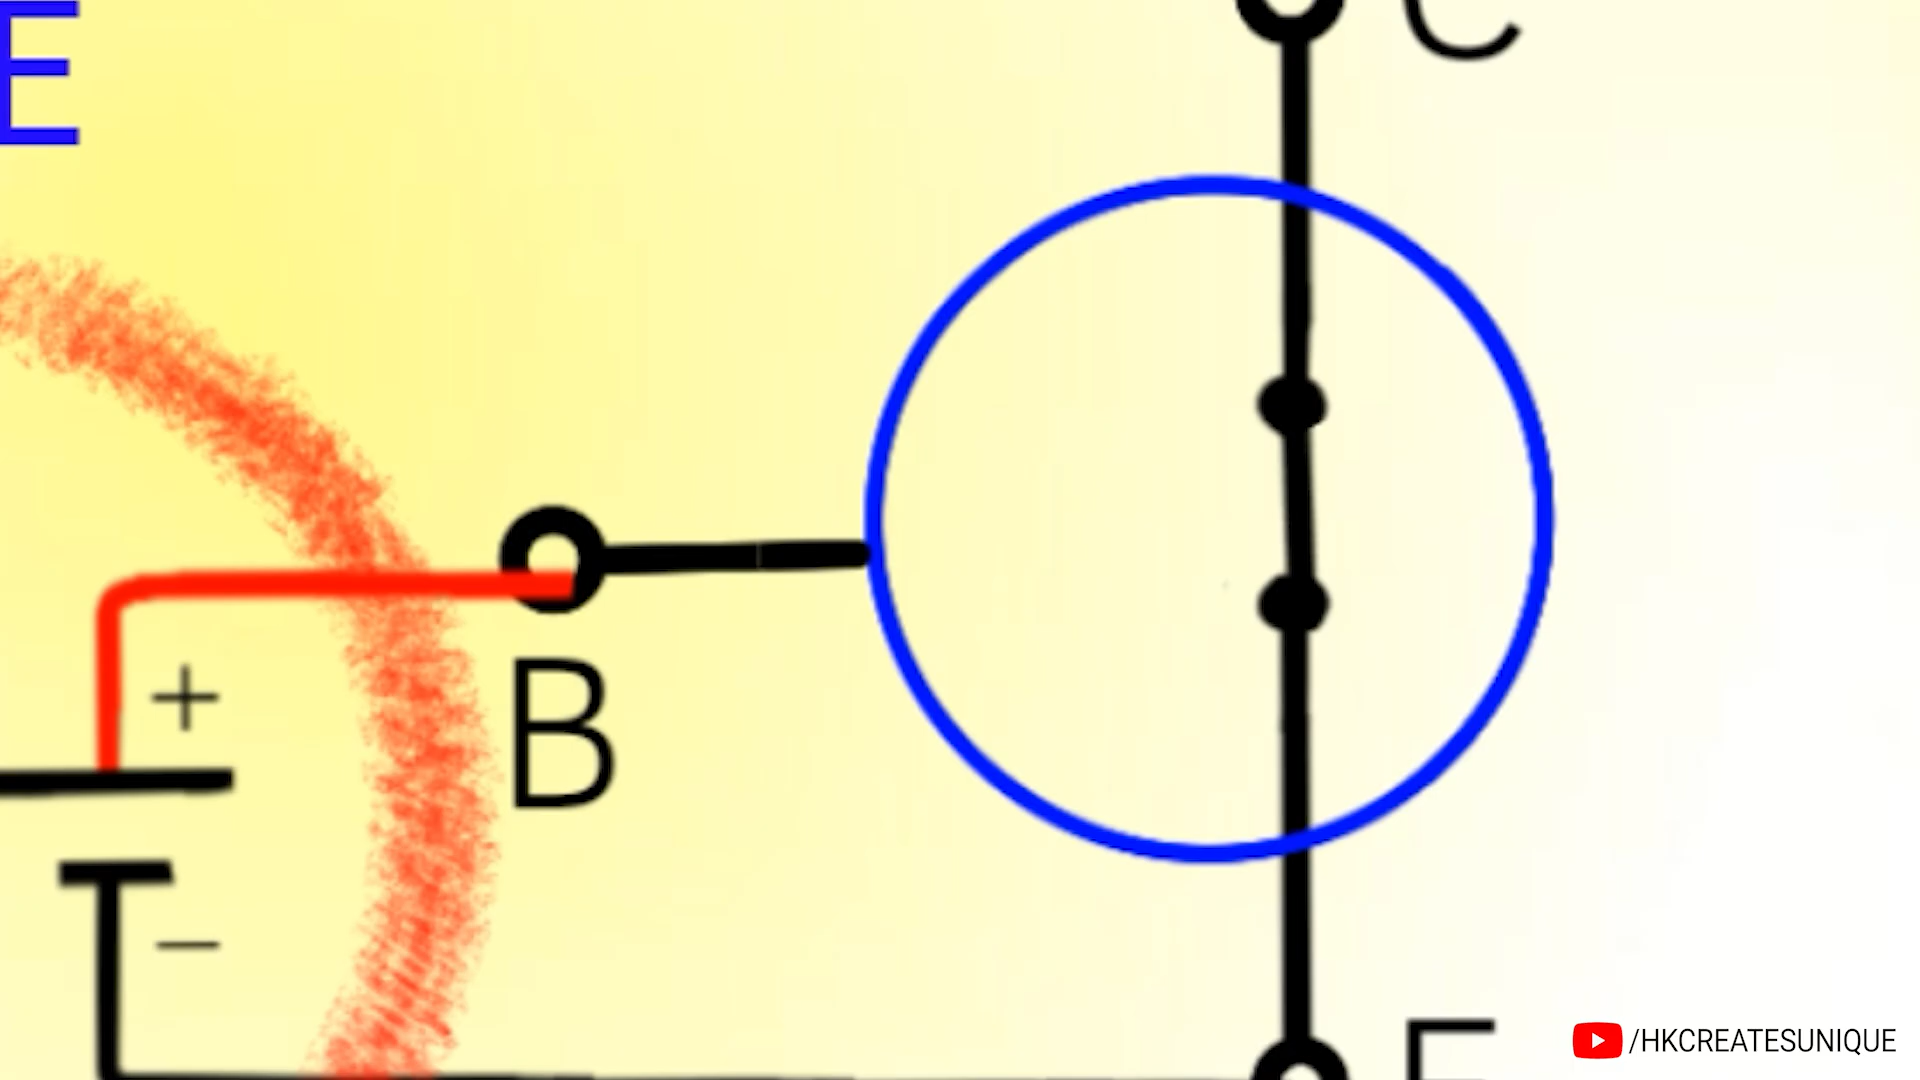 E
C
+
B
–
E
/HKCREATESUNIQUE